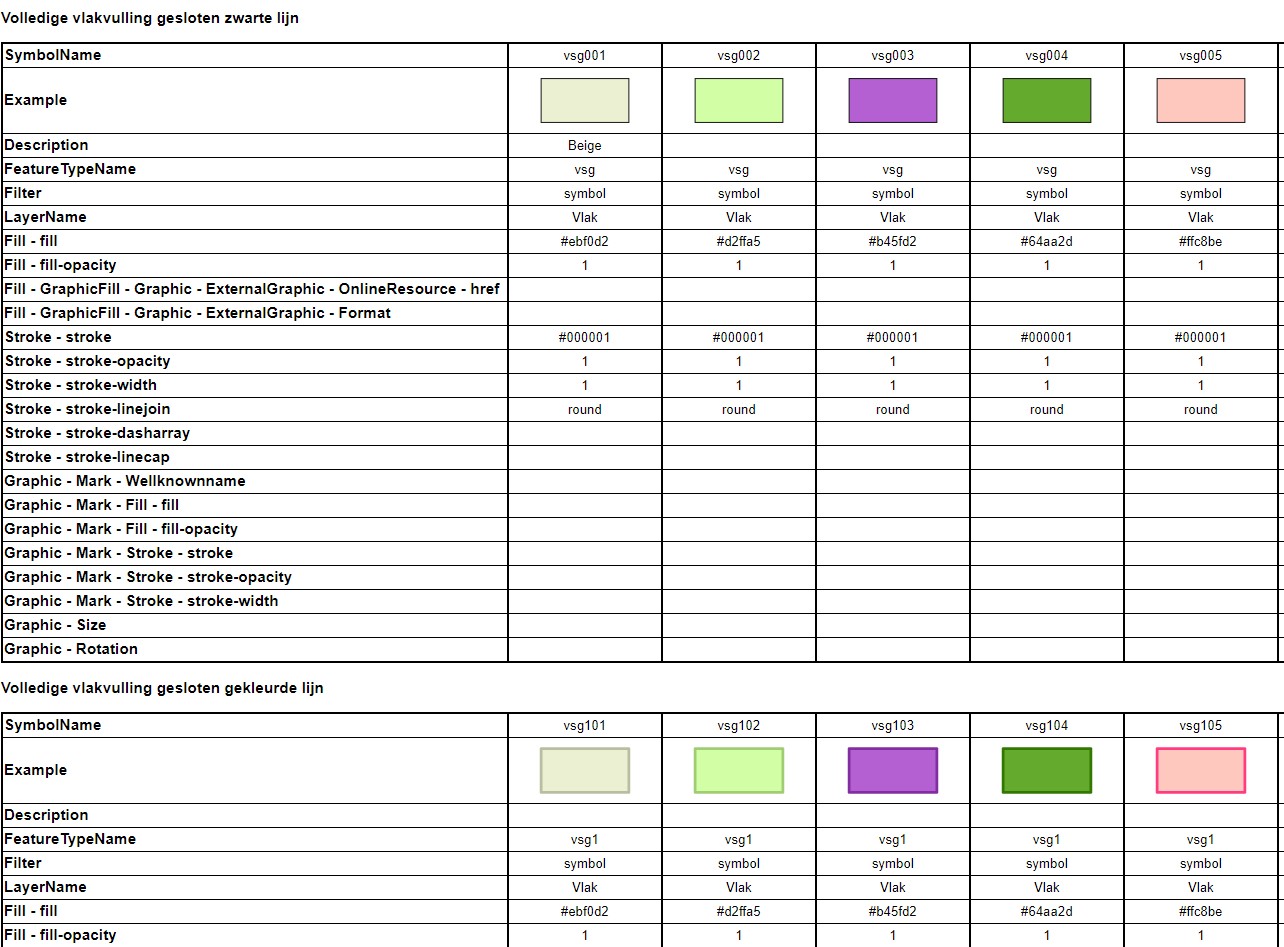 Volledige vlakvulling gesloten zwarte lijn
SymbolName vsg001 vsg002 vsg003 vsg004 vsg005
Example
Description Beige
FeatureTypeName vsg vsg vsg vsg vsg
Filter symbol symbol symbol symbol symbol
LayerName Vlak Vlak Vlak Vlak Vlak
Fill - fill #ebf0d2 #d2ffa5 #b45fd2 #64aa2d #ffc8be
Fill - fill-opacity 1 1 1 1 1
Fill - GraphicFill - Graphic - ExternalGraphic - OnlineResource - href
Fill - GraphicFill - Graphic - ExternalGraphic - Format
Stroke - stroke #000001 #000001 #000001 #000001 #000001
Stroke - stroke-opacity 1 1 1 1 1
Stroke - stroke-width 1 1 1 1 1
Stroke - stroke-linejoin round round round round round
Stroke - stroke-dasharray
Stroke - stroke-linecap
Graphic - Mark - Wellknownname
Graphic - Mark - Fill - fill
Graphic - Mark - Fill - fill-opacity
Graphic - Mark - Stroke - stroke
Graphic - Mark - Stroke - stroke-opacity
Graphic - Mark - Stroke - stroke-width
Graphic - Size
Graphic - Rotation
Volledige vlakvulling gesloten gekleurde lijn
SymbolName vsg101 vsg102 vsg103 vsg104 vsg105
Example
Description
FeatureTypeName vsg1 vsg1 vsg1 vsg1 vsg1
Filter symbol symbol symbol symbol symbol
LayerName Vlak Vlak Vlak Vlak Vlak
Fill - fill #ebf0d2 #d2ffa5 #b45fd2 #64aa2d #ffc8be
Fill - fill-opacity 1 1 1 1 1